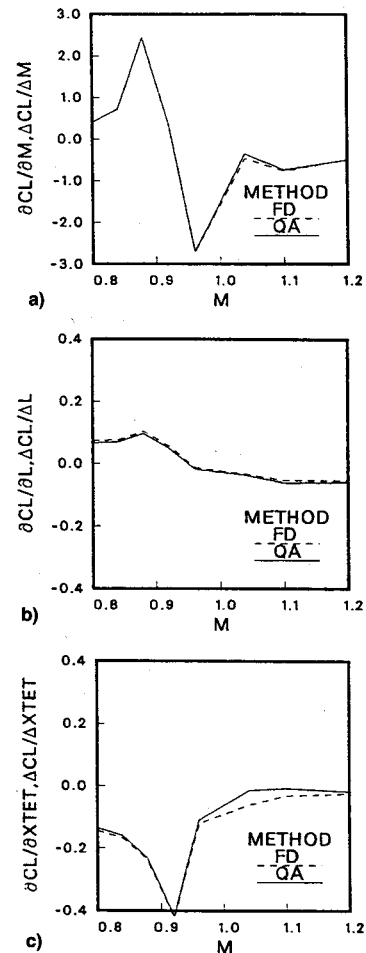 3.0
2.0
1.0
0.0
-1.0
-2.0
-3.0
∂CL/∂M,ΔCL/ΔM
METHOD
FD
QA
0.8 0.9 1.0 1.1 1.2
M
a)
0.4
0.2
0.0
-0.2
-0.4
∂CL/∂L,ΔCL/ΔL
METHOD
FD
QA
0.8 0.9 1.0 1.1 1.2
M
b)
0.4
0.2
0.0
-0.2
-0.4
∂CL/∂XTET,ΔCL/ΔXTET
METHOD
FD
QA
0.8 0.9 1.0 1.1 1.2
M
c)